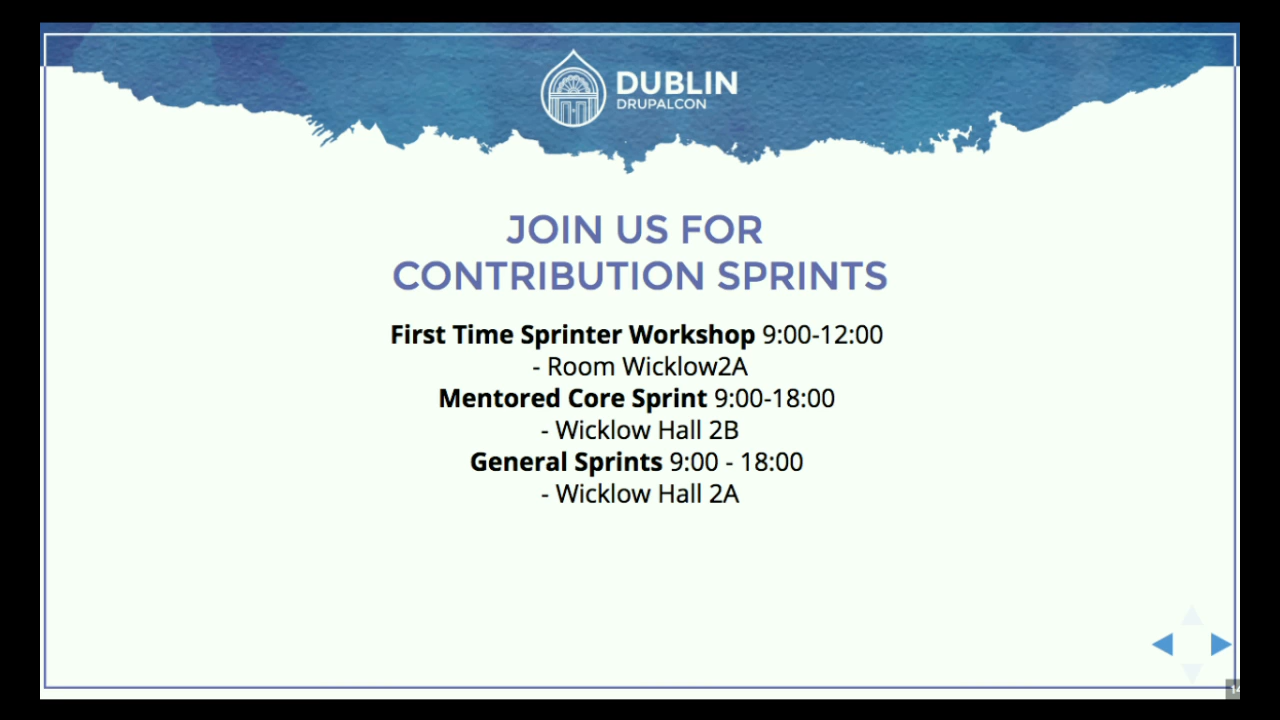 DUBLIN
DRUPALCON
JOIN US FOR
CONTRIBUTION SPRINTS
First Time Sprinter Workshop 9:00-12:00
- Room Wicklow2A
Mentored Core Sprint 9:00-18:00
- Wicklow Hall 2B
General Sprints 9:00 - 18:00
- Wicklow Hall 2A